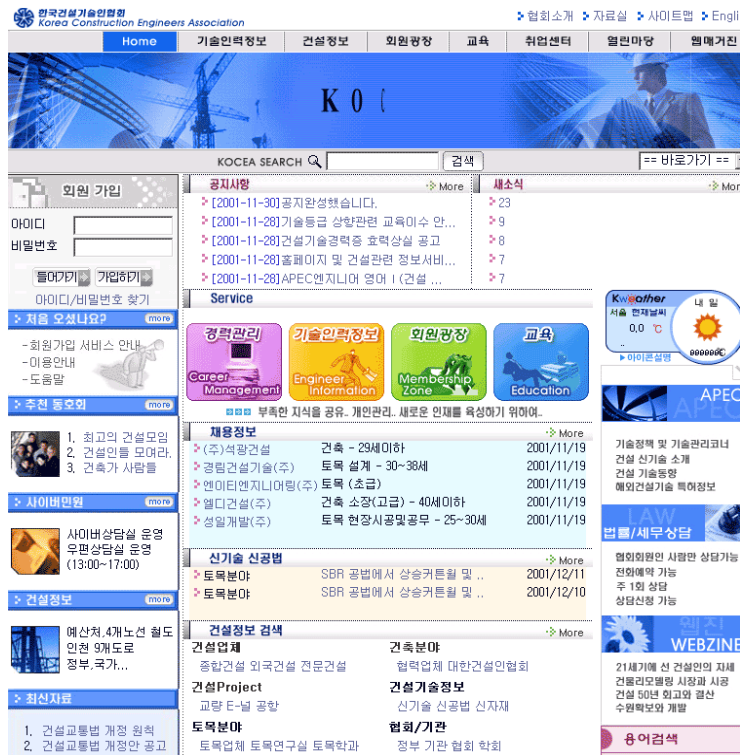 한국건설기술인협회
Korea Construction Engineers Association
협회소개 자료실 사이트맵 Engli
Home 기술인력정보 건설정보 회원광장 교육 취업센터 열린마당 웹매거진
K O C
KOCEA SEARCH 검색 == 바로가기 ==
회원 가입
아이디
비밀번호
들어가기 가입하기
아이디/비밀번호 찾기
처음 오셨나요? more
-회원가입 서비스 안내
-이용안내
-도움말
추천 동호회 more
1. 최고의 건설모임
2. 건설인들 모여라.
3. 건축가 사람들
사이버민원 more
사이버상담실 운영
우편상담실 운영
(13:00~17:00)
건설정보 more
예산처,4개노선 철도
인천 9개도로
정부,국가...
최신자료
1. 건설교통법 개정 원칙
2. 건설교통법 개정안 공고
공지사항 More
[2001-11-30]공지완성했습니다.
[2001-11-28]기술등급 상향관련 교육이수 안...
[2001-11-28]건설기술경력증 효력상실 공고
[2001-11-28]홈페이지 및 건설관련 정보서비...
[2001-11-28]APEC엔지니어 영어 I (건설 ...
새소식 Mor
23
9
8
7
7
Service
경력관리 Career Management
기술인력정보 Engineer Information
회원광장 Membership Zone
교육 Education
부족한 지식을 공유.. 개인관리.. 새로운 인재를 육성하기 위하여..
채용정보 More
(주)석광건설 건축 - 29세이하 2001/11/19
경림건설기술(주) 토목 설계 - 30~38세 2001/11/19
엔이티엔지니어링(주) 토목 (초급) 2001/11/19
엘디건설(주) 건축 소장(고급) - 40세이하 2001/11/19
성일개발(주) 토목 현장시공및공무 - 25~30세 2001/11/19
신기술 신공법 More
토목분야 SBR 공법에서 상승커튼월 및 .. 2001/12/11
토목분야 SBR 공법에서 상승커튼월 및 .. 2001/12/10
건설정보 검색 More
건설업체
종합건설 외국건설 전문건설
건설Project
교량 E-널 공항
토목분야
토목업체 토목연구실 토목학과
건축분야
협력업체 대한건설인협회
건설기술정보
신기술 신공법 신자재
협회/기관
정부 기관 협회 학회
Kweather
서울 현재날씨
0,0 ℃
..
아이콘설명
내 일
APEC
APEC
기술정책 및 기술관리코너
건설 신기술 소개
건설 기술동향
해외건설기술 특허정보
LAW
법률/세무상담
협회회원인 사람만 상담가능
전화예약 가능
주 1회 상담
상담신청 가능
웹진
WEBZINE
21세기에 선 건설인의 자세
건물리모델링 시장과 시공
건설 50년 회고와 결산
수원확보와 개발
용어검색